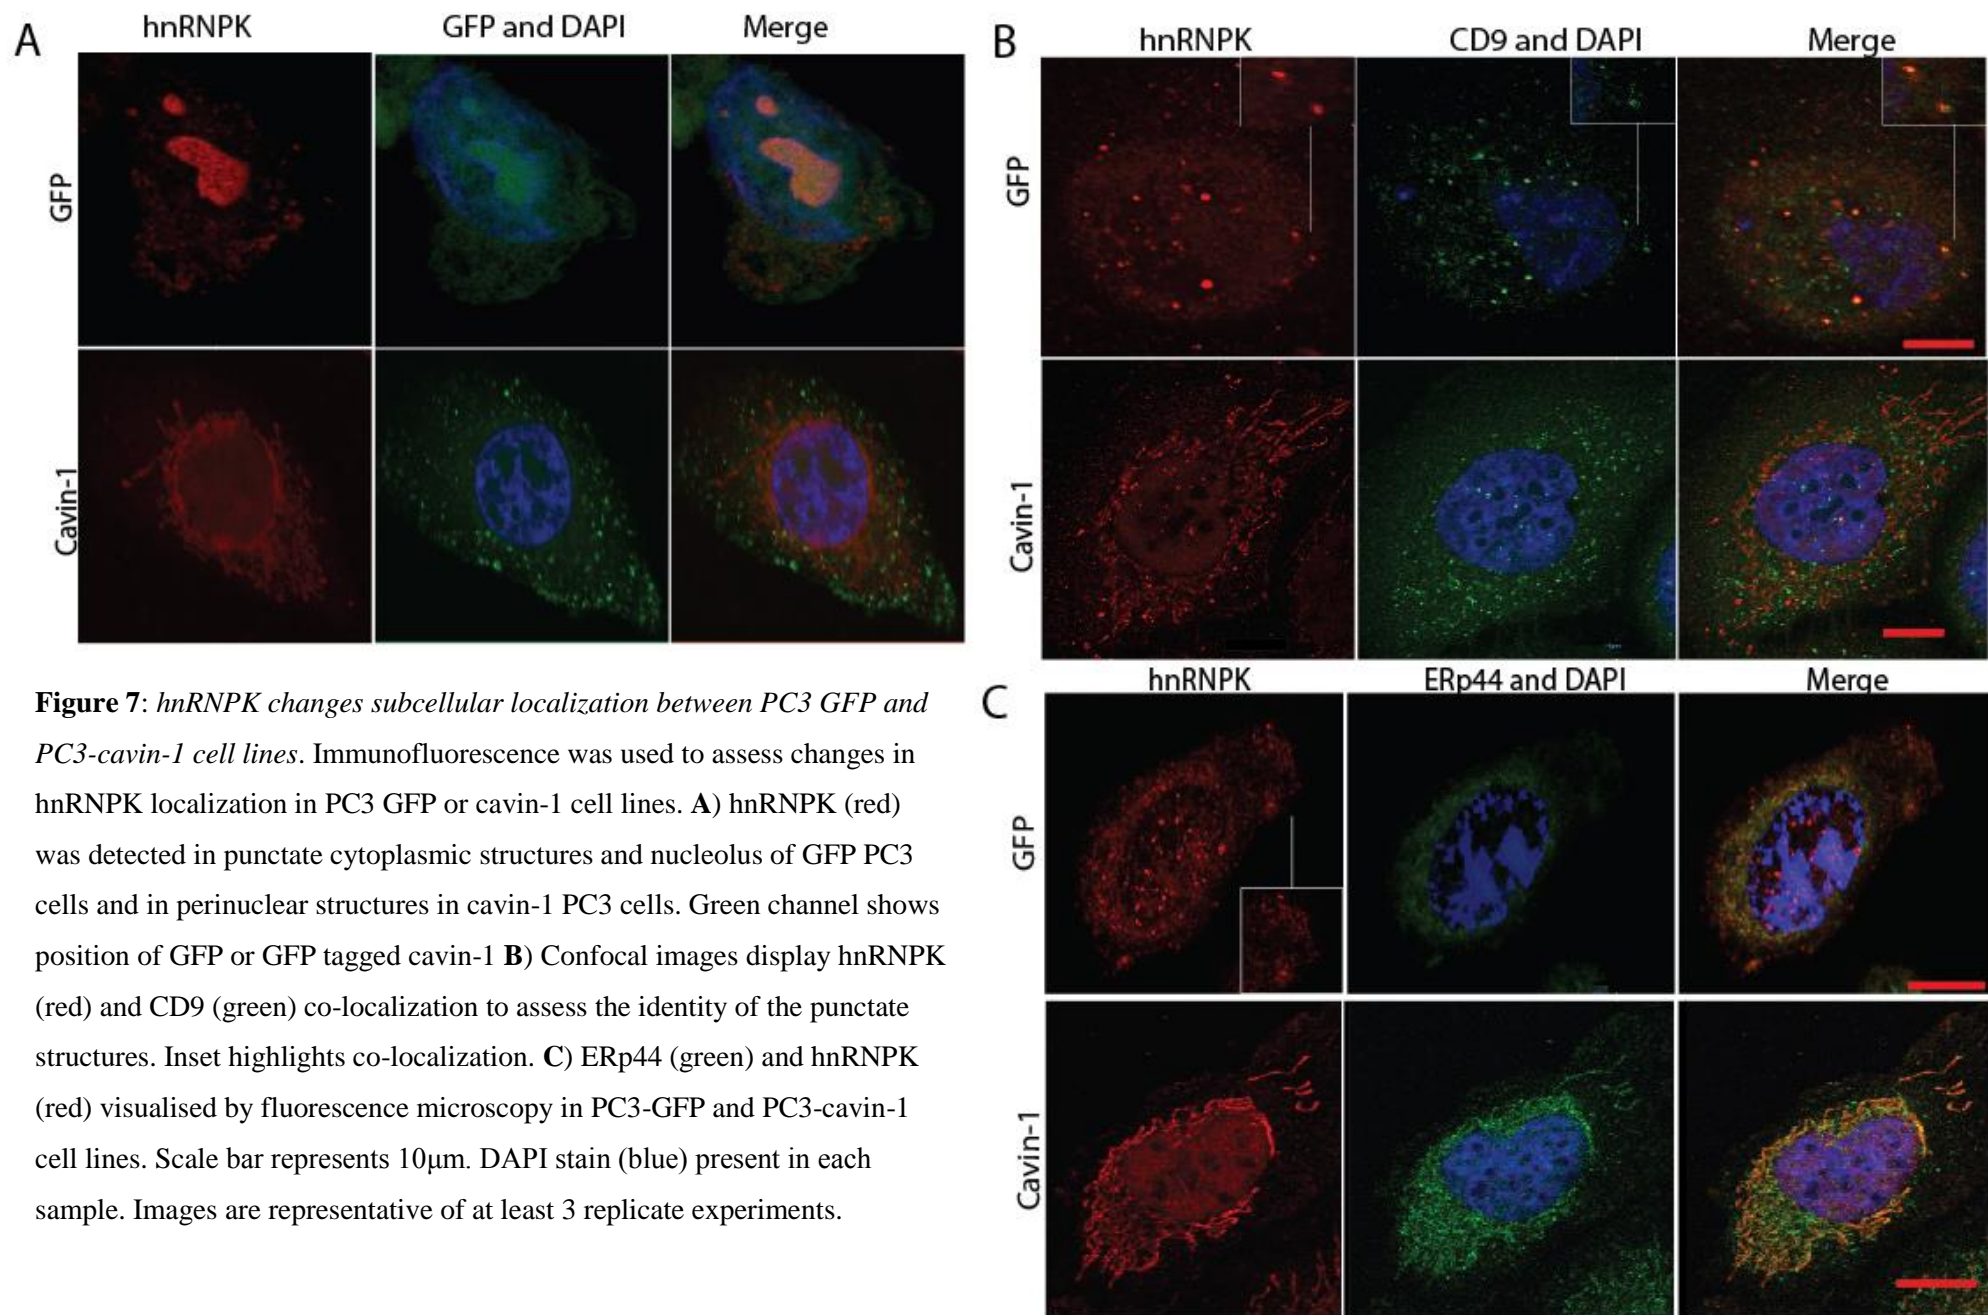 A
hnRNPK GFP and DAPI Merge
GFP
Cavin-1
B
hnRNPK CD9 and DAPI Merge
GFP
Cavin-1
C
hnRNPK ERp44 and DAPI Merge
GFP
Cavin-1
Figure 7: hnRNPK changes subcellular localization between PC3 GFP and
PC3-cavin-1 cell lines. Immunofluorescence was used to assess changes in
hnRNPK localization in PC3 GFP or cavin-1 cell lines. A) hnRNPK (red)
was detected in punctate cytoplasmic structures and nucleolus of GFP PC3
cells and in perinuclear structures in cavin-1 PC3 cells. Green channel shows
position of GFP or GFP tagged cavin-1 B) Confocal images display hnRNPK
(red) and CD9 (green) co-localization to assess the identity of the punctate
structures. Inset highlights co-localization. C) ERp44 (green) and hnRNPK
(red) visualised by fluorescence microscopy in PC3-GFP and PC3-cavin-1
cell lines. Scale bar represents 10μm. DAPI stain (blue) present in each
sample. Images are representative of at least 3 replicate experiments.